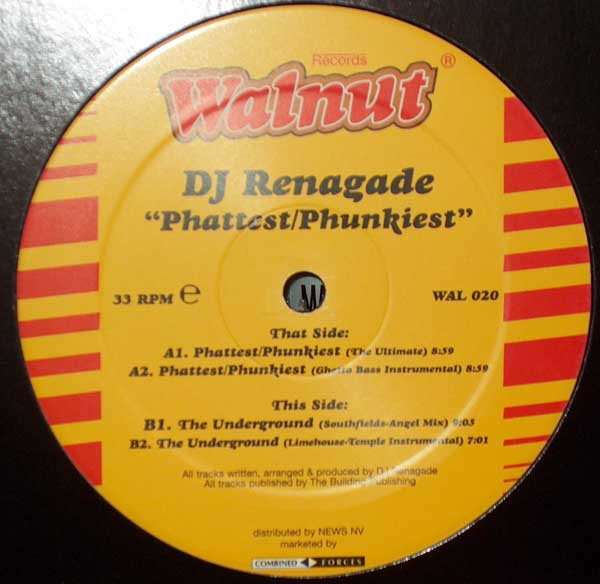 Records
Walnut ®
DJ Renagade
"Phattest/Phunkiest"
33 RPM e
WAL 020
That Side:
A1. Phattest/Phunkiest (The Ultimate) 8:59
A2. Phattest/Phunkiest (Ghetto Bass Instrumental) 8:59
This Side:
B1. The Underground (Southfields-Angel Mix) 9:05
B2. The Underground (Limehouse-Temple Instrumental) 7:01
All tracks written, arranged & produced by DJ Renagade
All tracks published by The Building Publishing
distributed by NEWS NV
marketed by
COMBINED FORCES